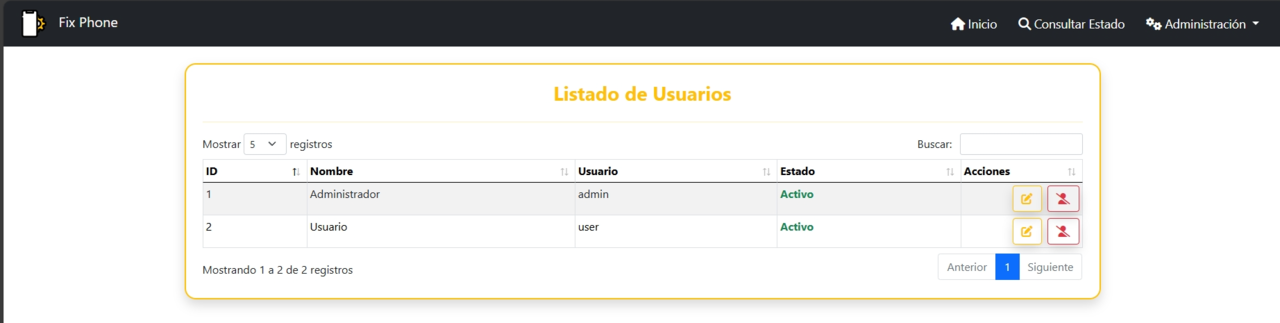 Fix Phone
Inicio
Consultar Estado
Administración
Listado de Usuarios
Mostrar 5 registros
Buscar:
ID Nombre Usuario Estado Acciones
1 Administrador admin Activo
2 Usuario user Activo
Mostrando 1 a 2 de 2 registros
Anterior 1 Siguiente